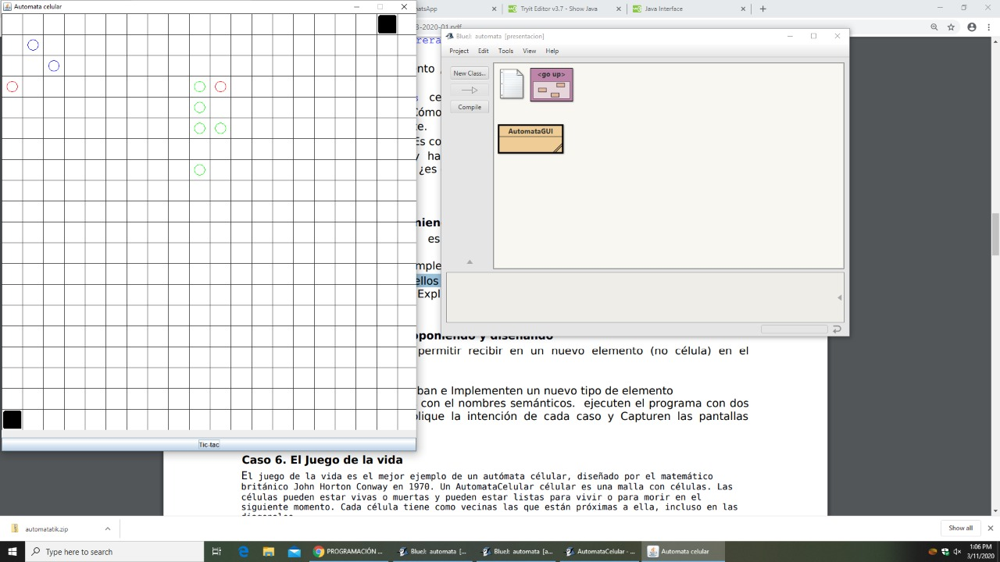 Automata celular
Tic-tac
atsApp
Tryit Editor v3.7 - Show Java
Java Interface
3-2020-01.pdf
BlueJ: automata [presentacion]
Project Edit Tools View Help
New Class...
Compile
<go up>
AutomataGUI
rera
nto
ce
Cómo
te.
Es co
y ha
¿es
nien
es
mple
ellos
Expl
oponiendo y diseñando
permitir recibir en un nuevo elemento (no célula) en el
ban e Implementen un nuevo tipo de elemento
con el nombres semánticos. ejecuten el programa con dos
lique la intención de cada caso y Capturen las pantallas
Caso 6. El Juego de la vida
El juego de la vida es el mejor ejemplo de un autómata célular, diseñado por el matemático
británico John Horton Conway en 1970. Un AutomataCelular célular es una malla con células. Las
células pueden estar vivas o muertas y pueden estar listas para vivir o para morir en el
siguiente momento. Cada célula tiene como vecinas las que están próximas a ella, incluso en las
automatatik.zip
Show all
Type here to search
PROGRAMACIÓN ...
BlueJ: automata [...
BlueJ: automata [a...
AutomataCelular - ...
Automata celular
1:06 PM
3/11/2020